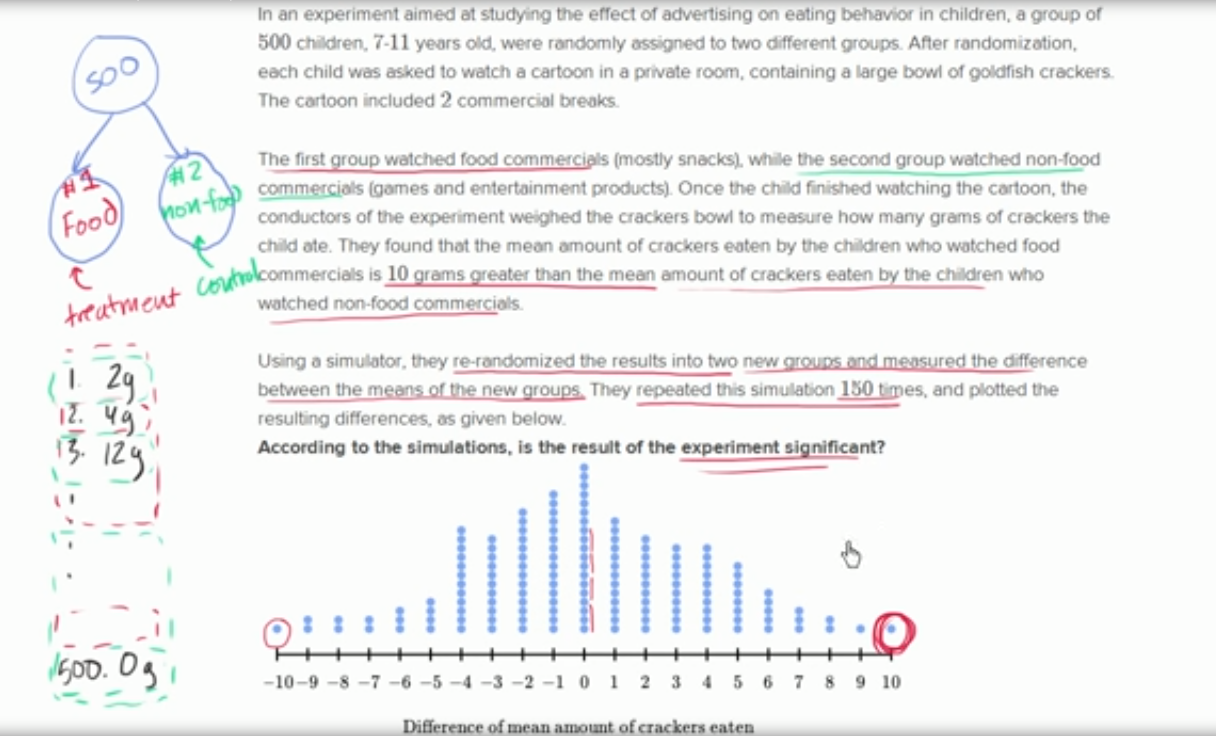 In an experiment aimed at studying the effect of advertising on eating behavior in children, a group of
500 children, 7-11 years old, were randomly assigned to two different groups. After randomization,
each child was asked to watch a cartoon in a private room, containing a large bowl of goldfish crackers.
The cartoon included 2 commercial breaks.
500
#1
Food
treatment
#2
non-food
control
The first group watched food commercials (mostly snacks), while the second group watched non-food
commercials (games and entertainment products). Once the child finished watching the cartoon, the
conductors of the experiment weighed the crackers bowl to measure how many grams of crackers the
child ate. They found that the mean amount of crackers eaten by the children who watched food
commercials is 10 grams greater than the mean amount of crackers eaten by the children who
watched non-food commercials.
Using a simulator, they re-randomized the results into two new groups and measured the difference
between the means of the new groups. They repeated this simulation 150 times, and plotted the
resulting differences, as given below.
According to the simulations, is the result of the experiment significant?
1. 2g
2. 4g
3. 12g
500. 0g
-10 -9 -8 -7 -6 -5 -4 -3 -2 -1 0 1 2 3 4 5 6 7 8 9 10
Difference of mean amount of crackers eaten